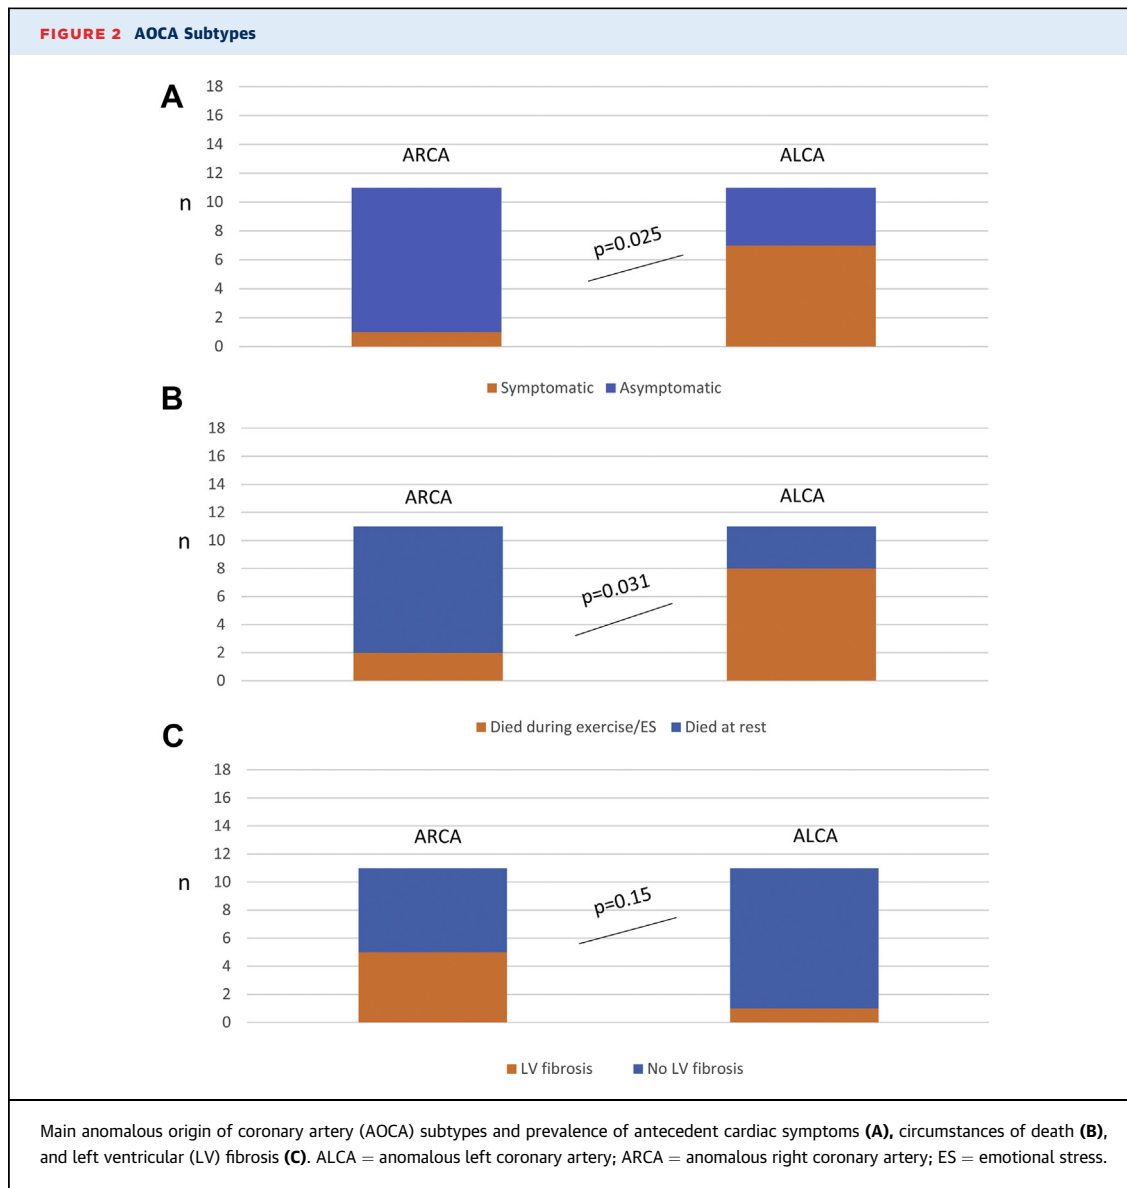 FIGURE 2 AOCA Subtypes
A
18
16
14
12
10
8
6
4
2
0
n
ARCA
ALCA
p=0.025
Symptomatic Asymptomatic
B
18
16
14
12
10
8
6
4
2
0
n
ARCA
ALCA
p=0.031
Died during exercise/ES Died at rest
C
18
16
14
12
10
8
6
4
2
0
n
ARCA
ALCA
p=0.15
LV fibrosis No LV fibrosis
Main anomalous origin of coronary artery (AOCA) subtypes and prevalence of antecedent cardiac symptoms (A), circumstances of death (B),
and left ventricular (LV) fibrosis (C). ALCA = anomalous left coronary artery; ARCA = anomalous right coronary artery; ES = emotional stress.